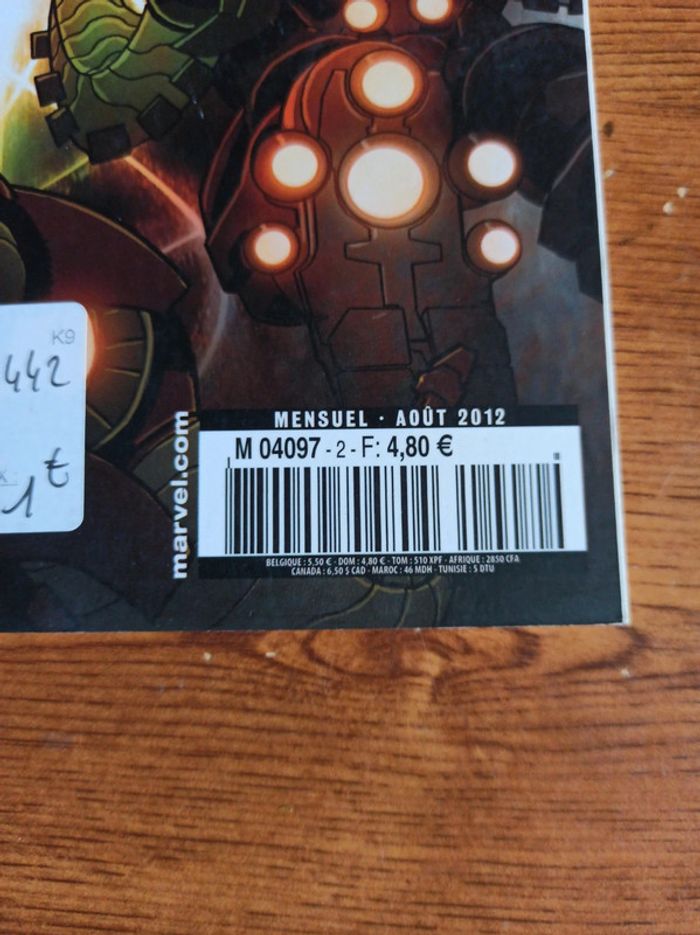 K9
442
1 €
marvel.com
MENSUEL · AOÛT 2012
M 04097 - 2 - F: 4,80 €
BELGIQUE : 5,50 € - DOM : 4,80 € - TOM : 510 XPF - AFRIQUE : 2850 CFA
CANADA : 6,50 $ CAD - MAROC : 46 MDH - TUNISIE : 5 DTU